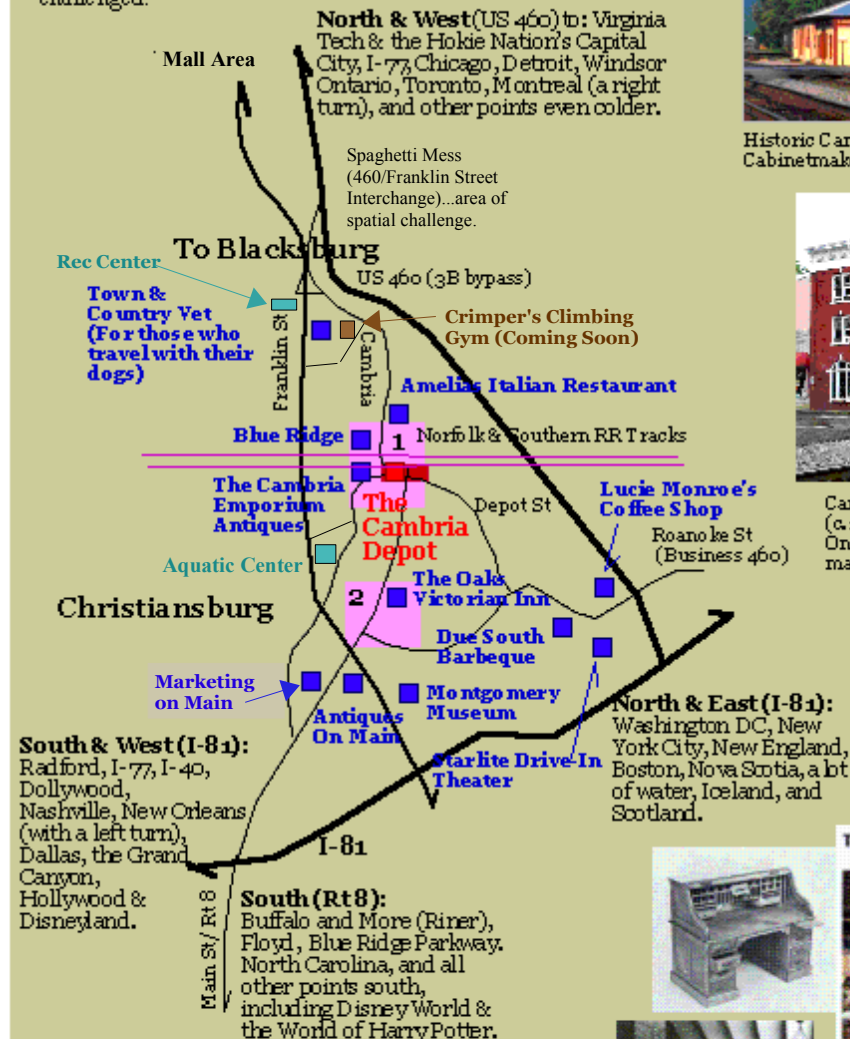 challenged.
North & West (US 460) to: Virginia
Tech & the Hokie Nation's Capital
City, I-77, Chicago, Detroit, Windsor
Ontario, Toronto, Montreal (a right
turn), and other points even colder.
Mall Area
Historic Car
Cabinetmak
Spaghetti Mess
(460/Franklin Street
Interchange)...area of
spatial challenge.
To Blacksburg
Rec Center
US 460 (3B bypass)
Town &
Country Vet
(For those who
travel with their
dogs)
Franklin St
Cambria
Crimper's Climbing
Gym (Coming Soon)
Amelias Italian Restaurant
Blue Ridge
1
Norfolk & Southern RR Tracks
The Cambria
Emporium
Antiques
The
Cambria
Depot
Depot St
Lucie Monroe's
Coffee Shop
Roanoke St
(Business 460)
Aquatic Center
Christiansburg
2
The Oaks
Victorian Inn
Due South
Barbeque
Marketing
on Main
Antiques
On Main
Montgomery
Museum
Starlite Drive-In
Theater
North & East (I-81):
Washington DC, New
York City, New England,
Boston, Nova Scotia, a lot
of water, Iceland, and
Scotland.
South & West (I-81):
Radford, I-77, I-40,
Dollywood,
Nashville, New Orleans
(with a left turn),
Dallas, the Grand
Canyon,
Hollywood &
Disneyland.
I-81
Main St/ Rt 8
South (Rt 8):
Buffalo and More (Riner),
Floyd, Blue Ridge Parkway.
North Carolina, and all
other points south,
including Disney World &
the World of Harry Potter.